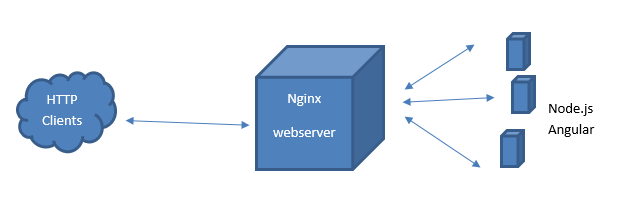 HTTP
Clients
Nginx
webserver
Node.js
Angular